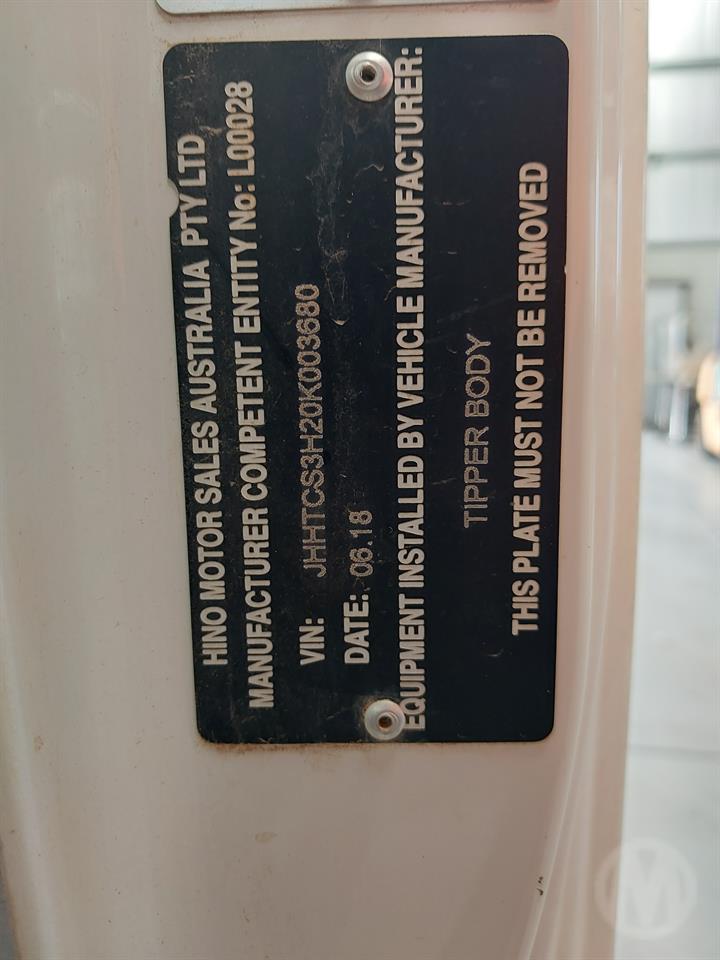 HINO MOTOR SALES AUSTRALIA PTY LTD
MANUFACTURER COMPETENT ENTITY No: L00028
VIN: JHHTCS3H20K003680
DATE: 06.18
EQUIPMENT INSTALLED BY VEHICLE MANUFACTURER:
TIPPER BODY
THIS PLATE MUST NOT BE REMOVED
M